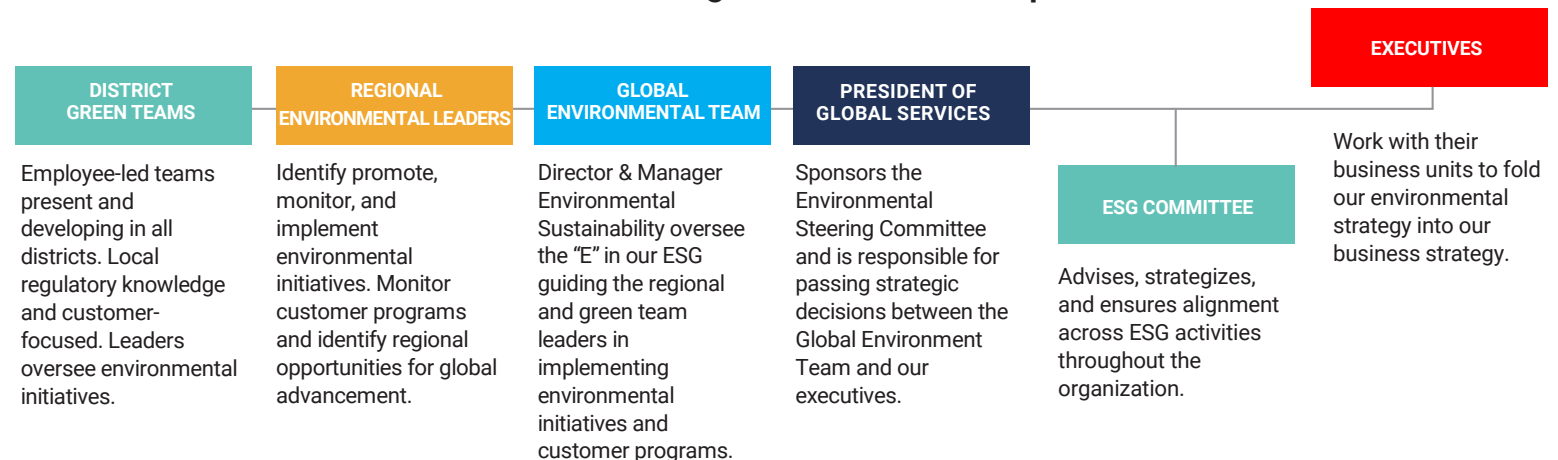 DISTRICT
GREEN TEAMS
Employee-led teams
present and
developing in all
districts. Local
regulatory knowledge
and customer-
focused. Leaders
oversee environmental
initiatives.
REGIONAL
ENVIRONMENTAL LEADERS
Identify promote,
monitor, and
implement
environmental
initiatives. Monitor
customer programs
and identify regional
opportunities for global
advancement.
GLOBAL
ENVIRONMENTAL TEAM
Director & Manager
Environmental
Sustainability oversee
the “E” in our ESG
guiding the regional
and green team
leaders in
implementing
environmental
initiatives and
customer programs.
PRESIDENT OF
GLOBAL SERVICES
Sponsors the
Environmental
Steering Committee
and is responsible for
passing strategic
decisions between the
Global Environment
Team and our
executives.
ESG COMMITTEE
Advises, strategizes,
and ensures alignment
across ESG activities
throughout the
organization.
EXECUTIVES
Work with their
business units to fold
our environmental
strategy into our
business strategy.